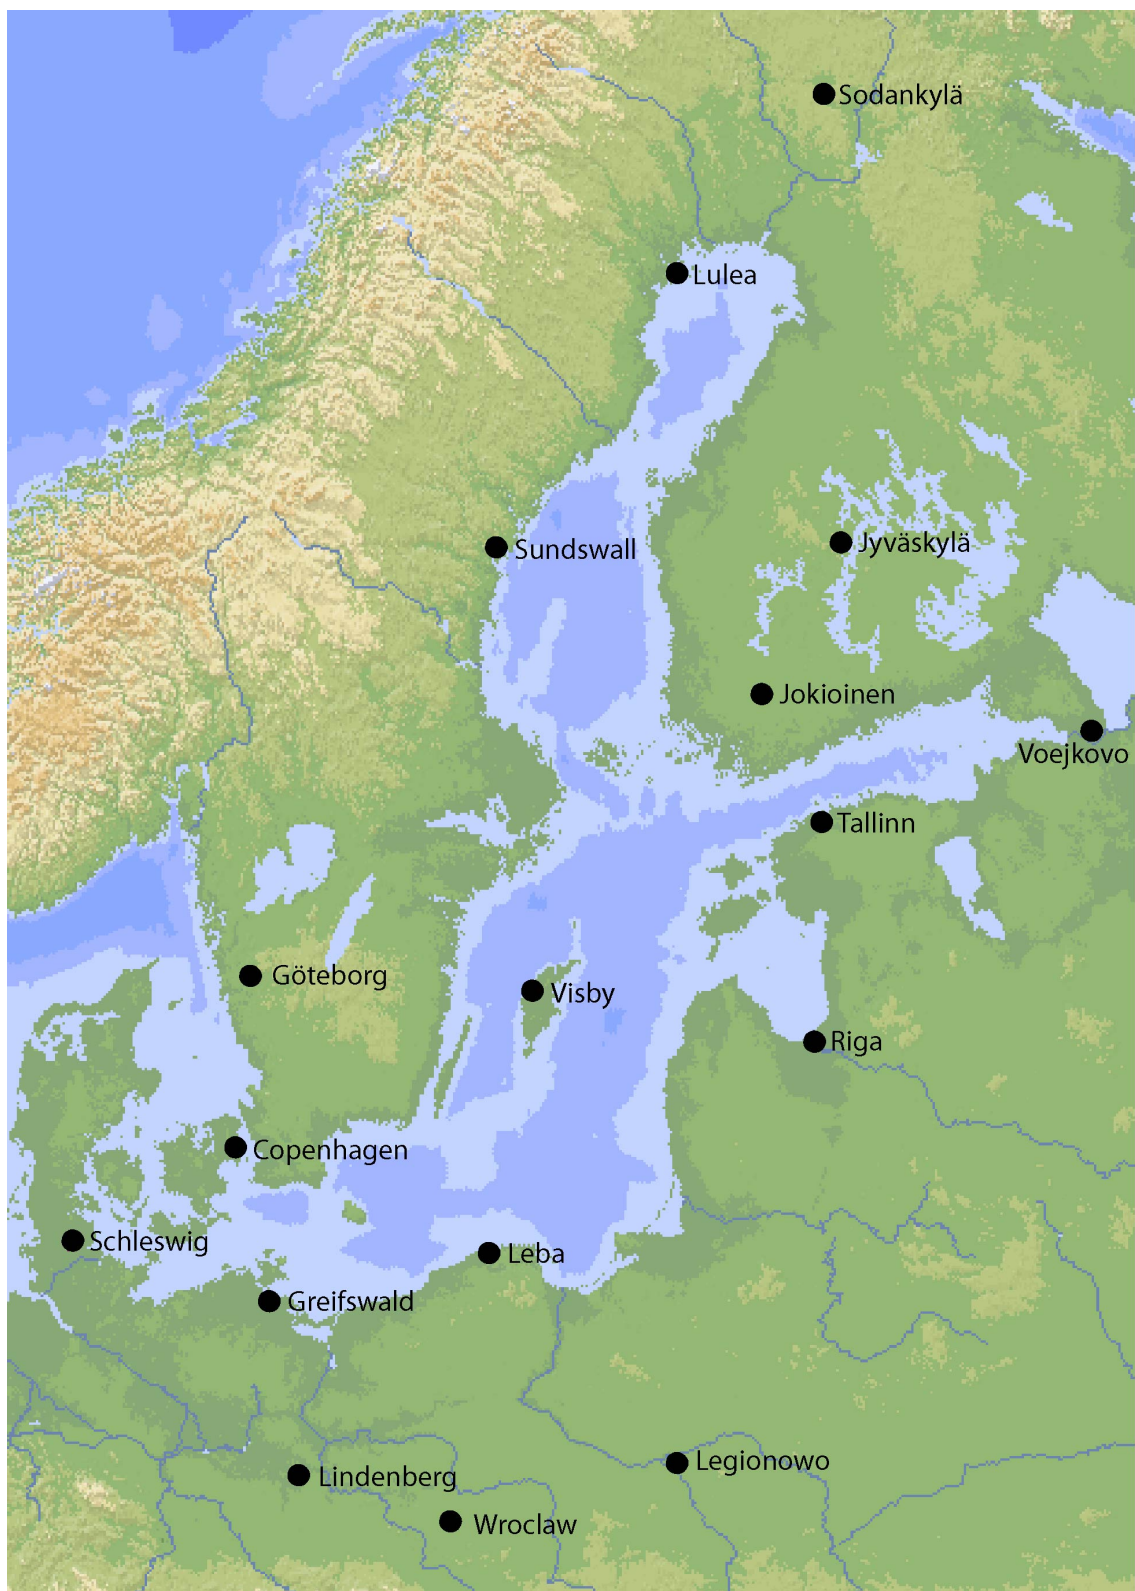 Sodankylä
Lulea
Sundswall
Jyväskylä
Jokioinen
Voejkovo
Tallinn
Göteborg
Visby
Riga
Copenhagen
Schleswig
Leba
Greifswald
Legionowo
Lindenberg
Wroclaw